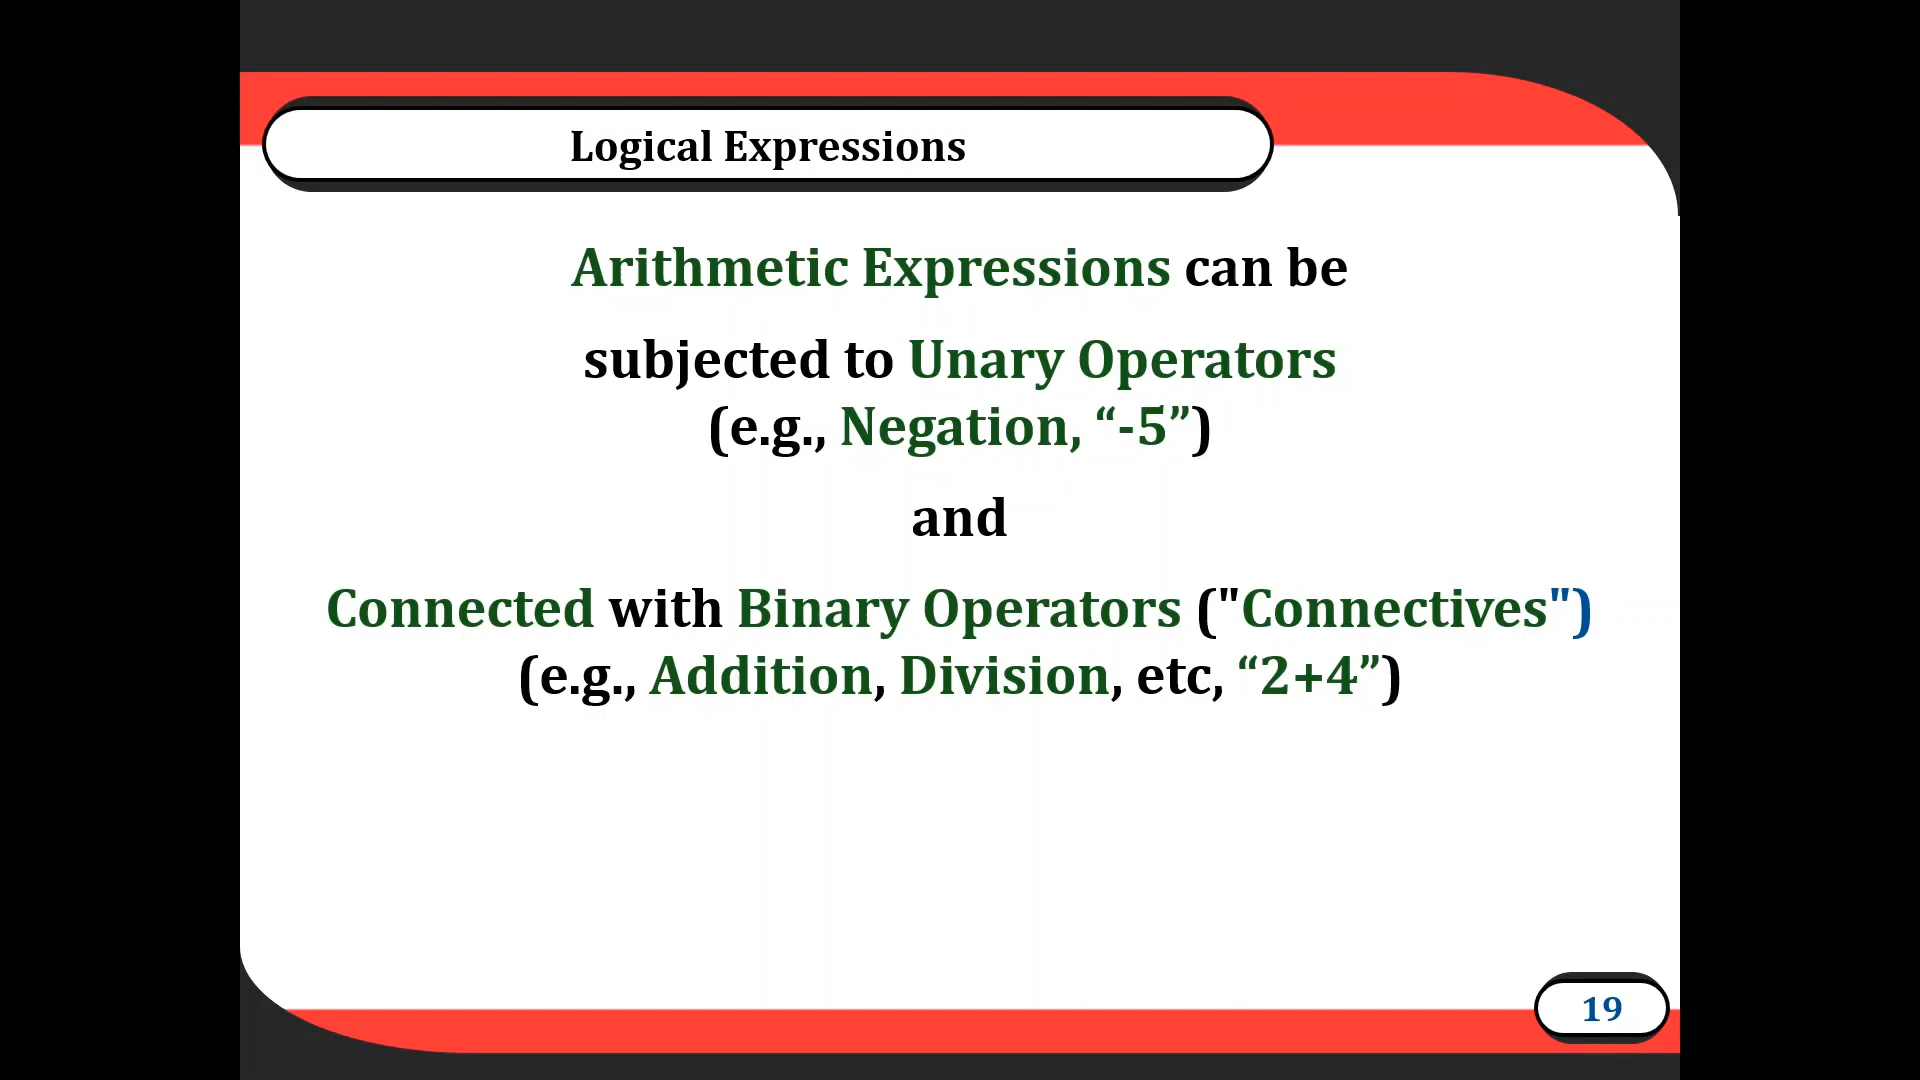 Logical Expressions
Arithmetic Expressions can be
subjected to Unary Operators
(e.g., Negation, “-5”)
and
Connected with Binary Operators ("Connectives")
(e.g., Addition, Division, etc, “2+4”)
19